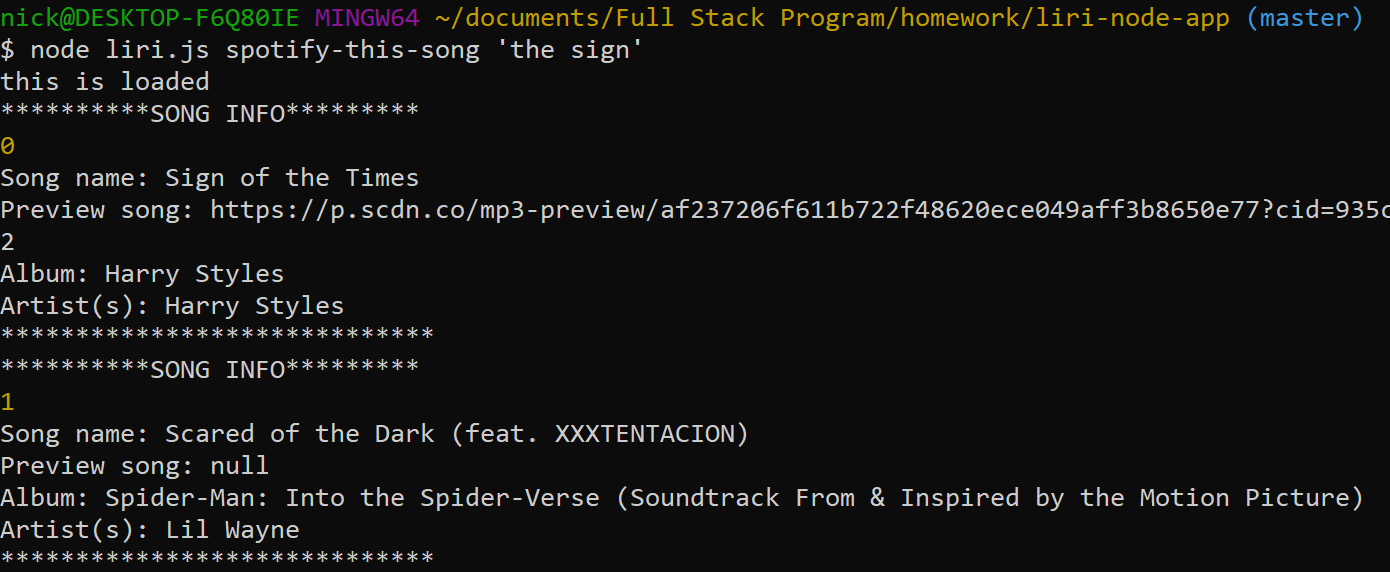 nick@DESKTOP-F6Q80IE MINGW64 ~/documents/Full Stack Program/homework/liri-node-app (master)
$ node liri.js spotify-this-song 'the sign'
this is loaded
**********SONG INFO*********
0
Song name: Sign of the Times
Preview song: https://p.scdn.co/mp3-preview/af237206f611b722f48620ece049aff3b8650e77?cid=935c
2
Album: Harry Styles
Artist(s): Harry Styles
*****************************
**********SONG INFO*********
1
Song name: Scared of the Dark (feat. XXXTENTACION)
Preview song: null
Album: Spider-Man: Into the Spider-Verse (Soundtrack From & Inspired by the Motion Picture)
Artist(s): Lil Wayne
*****************************